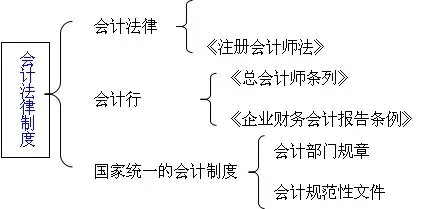 会计法律制度
会计法律
《注册会计师法》
会计行
《总会计师条列》
《企业财务会计报告条例》
国家统一的会计制度
会计部门规章
会计规范性文件